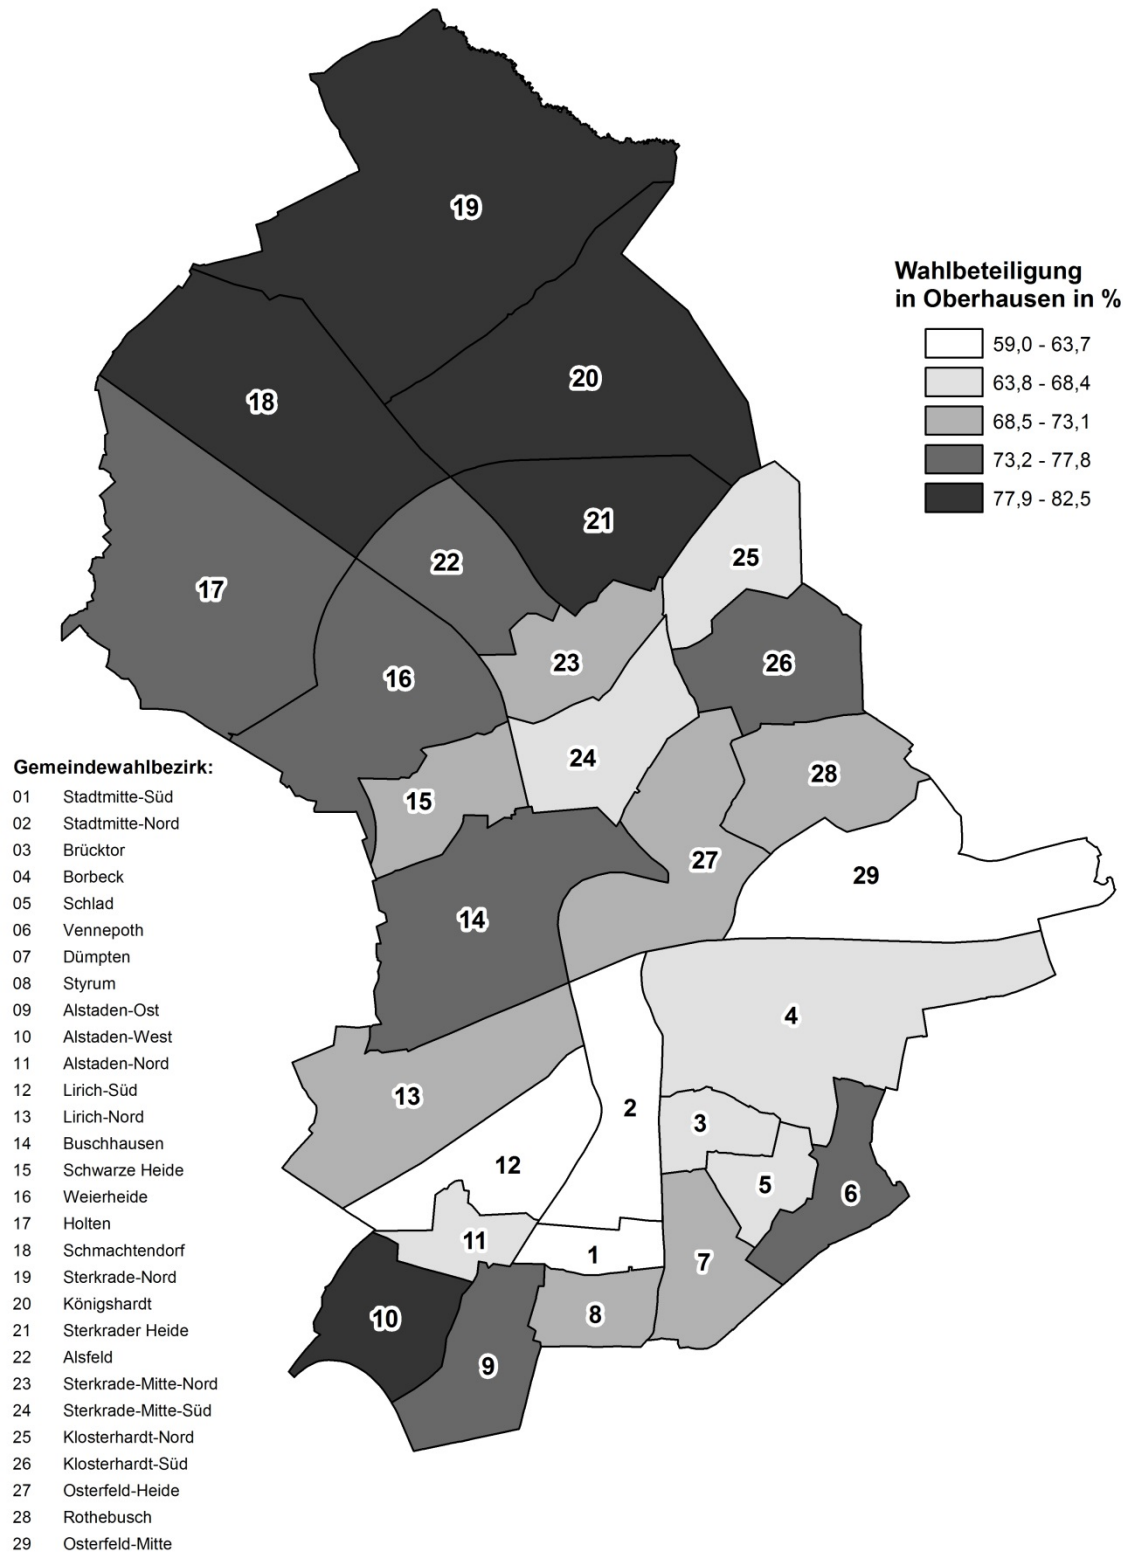 19
Wahlbeteiligung
in Oberhausen in %
59,0 - 63,7
63,8 - 68,4
68,5 - 73,1
73,2 - 77,8
77,9 - 82,5
20
18
21
25
22
17
23
26
16
24
28
15
27
29
14
4
13
2
3
12
5
6
11
1
7
10
8
9
Gemeindewahlbezirk:
01 Stadtmitte-Süd
02 Stadtmitte-Nord
03 Brücktor
04 Borbeck
05 Schlad
06 Vennepoth
07 Dümpten
08 Styrum
09 Alstaden-Ost
10 Alstaden-West
11 Alstaden-Nord
12 Lirich-Süd
13 Lirich-Nord
14 Buschhausen
15 Schwarze Heide
16 Weierheide
17 Holten
18 Schmachtendorf
19 Sterkrade-Nord
20 Königshardt
21 Sterkrader Heide
22 Alsfeld
23 Sterkrade-Mitte-Nord
24 Sterkrade-Mitte-Süd
25 Klosterhardt-Nord
26 Klosterhardt-Süd
27 Osterfeld-Heide
28 Rothebusch
29 Osterfeld-Mitte